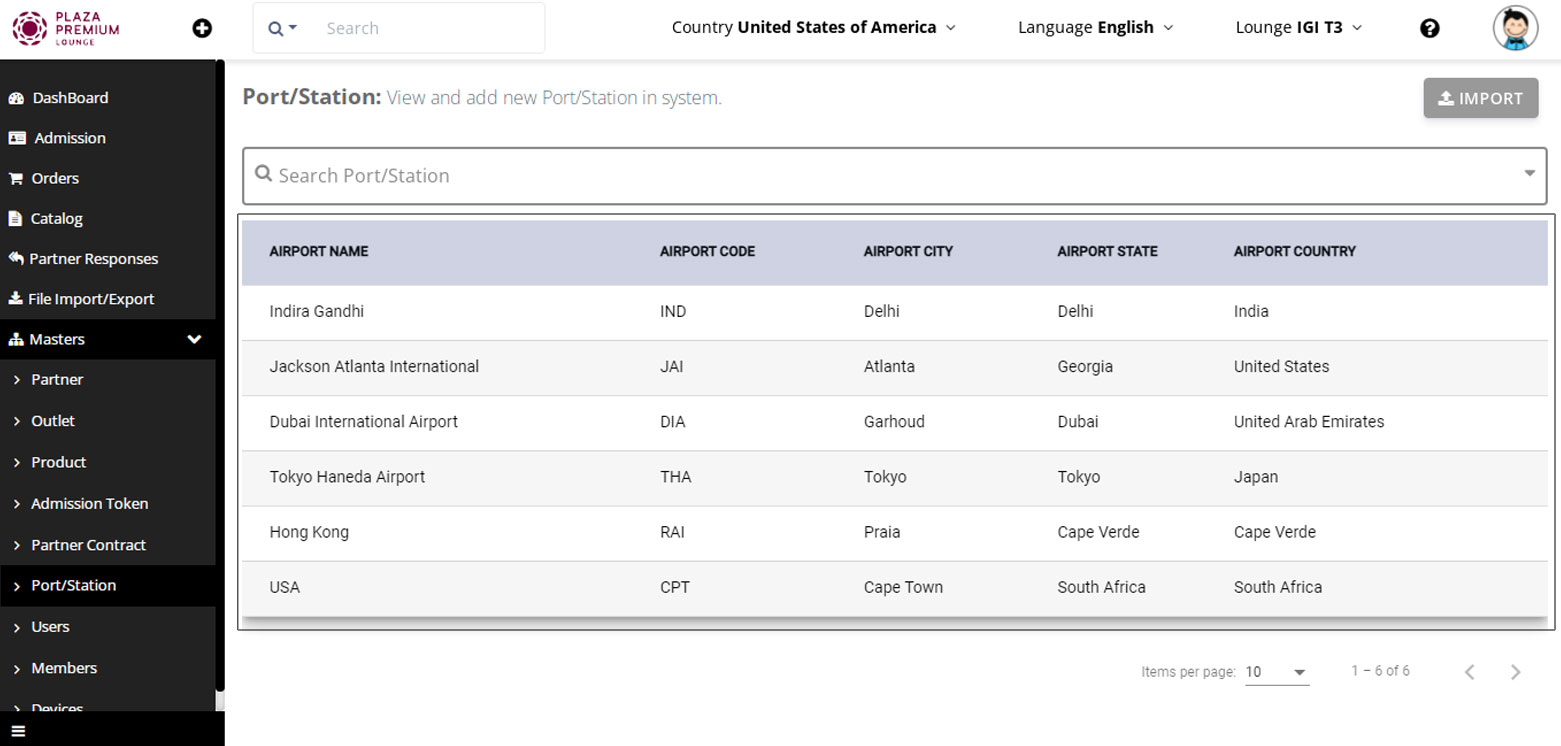 PLAZA
PREMIUM
LOUNGE
Search
Country United States of America
Language English
Lounge IGI T3
DashBoard
Admission
Orders
Catalog
Partner Responses
File Import/Export
Masters
Partner
Outlet
Product
Admission Token
Partner Contract
Port/Station
Users
Members
Devices
Port/Station: View and add new Port/Station in system.
IMPORT
Search Port/Station
AIRPORT NAME AIRPORT CODE AIRPORT CITY AIRPORT STATE AIRPORT COUNTRY
Indira Gandhi IND Delhi Delhi India
Jackson Atlanta International JAI Atlanta Georgia United States
Dubai International Airport DIA Garhoud Dubai United Arab Emirates
Tokyo Haneda Airport THA Tokyo Tokyo Japan
Hong Kong RAI Praia Cape Verde Cape Verde
USA CPT Cape Town South Africa South Africa
Items per page: 10 1 – 6 of 6